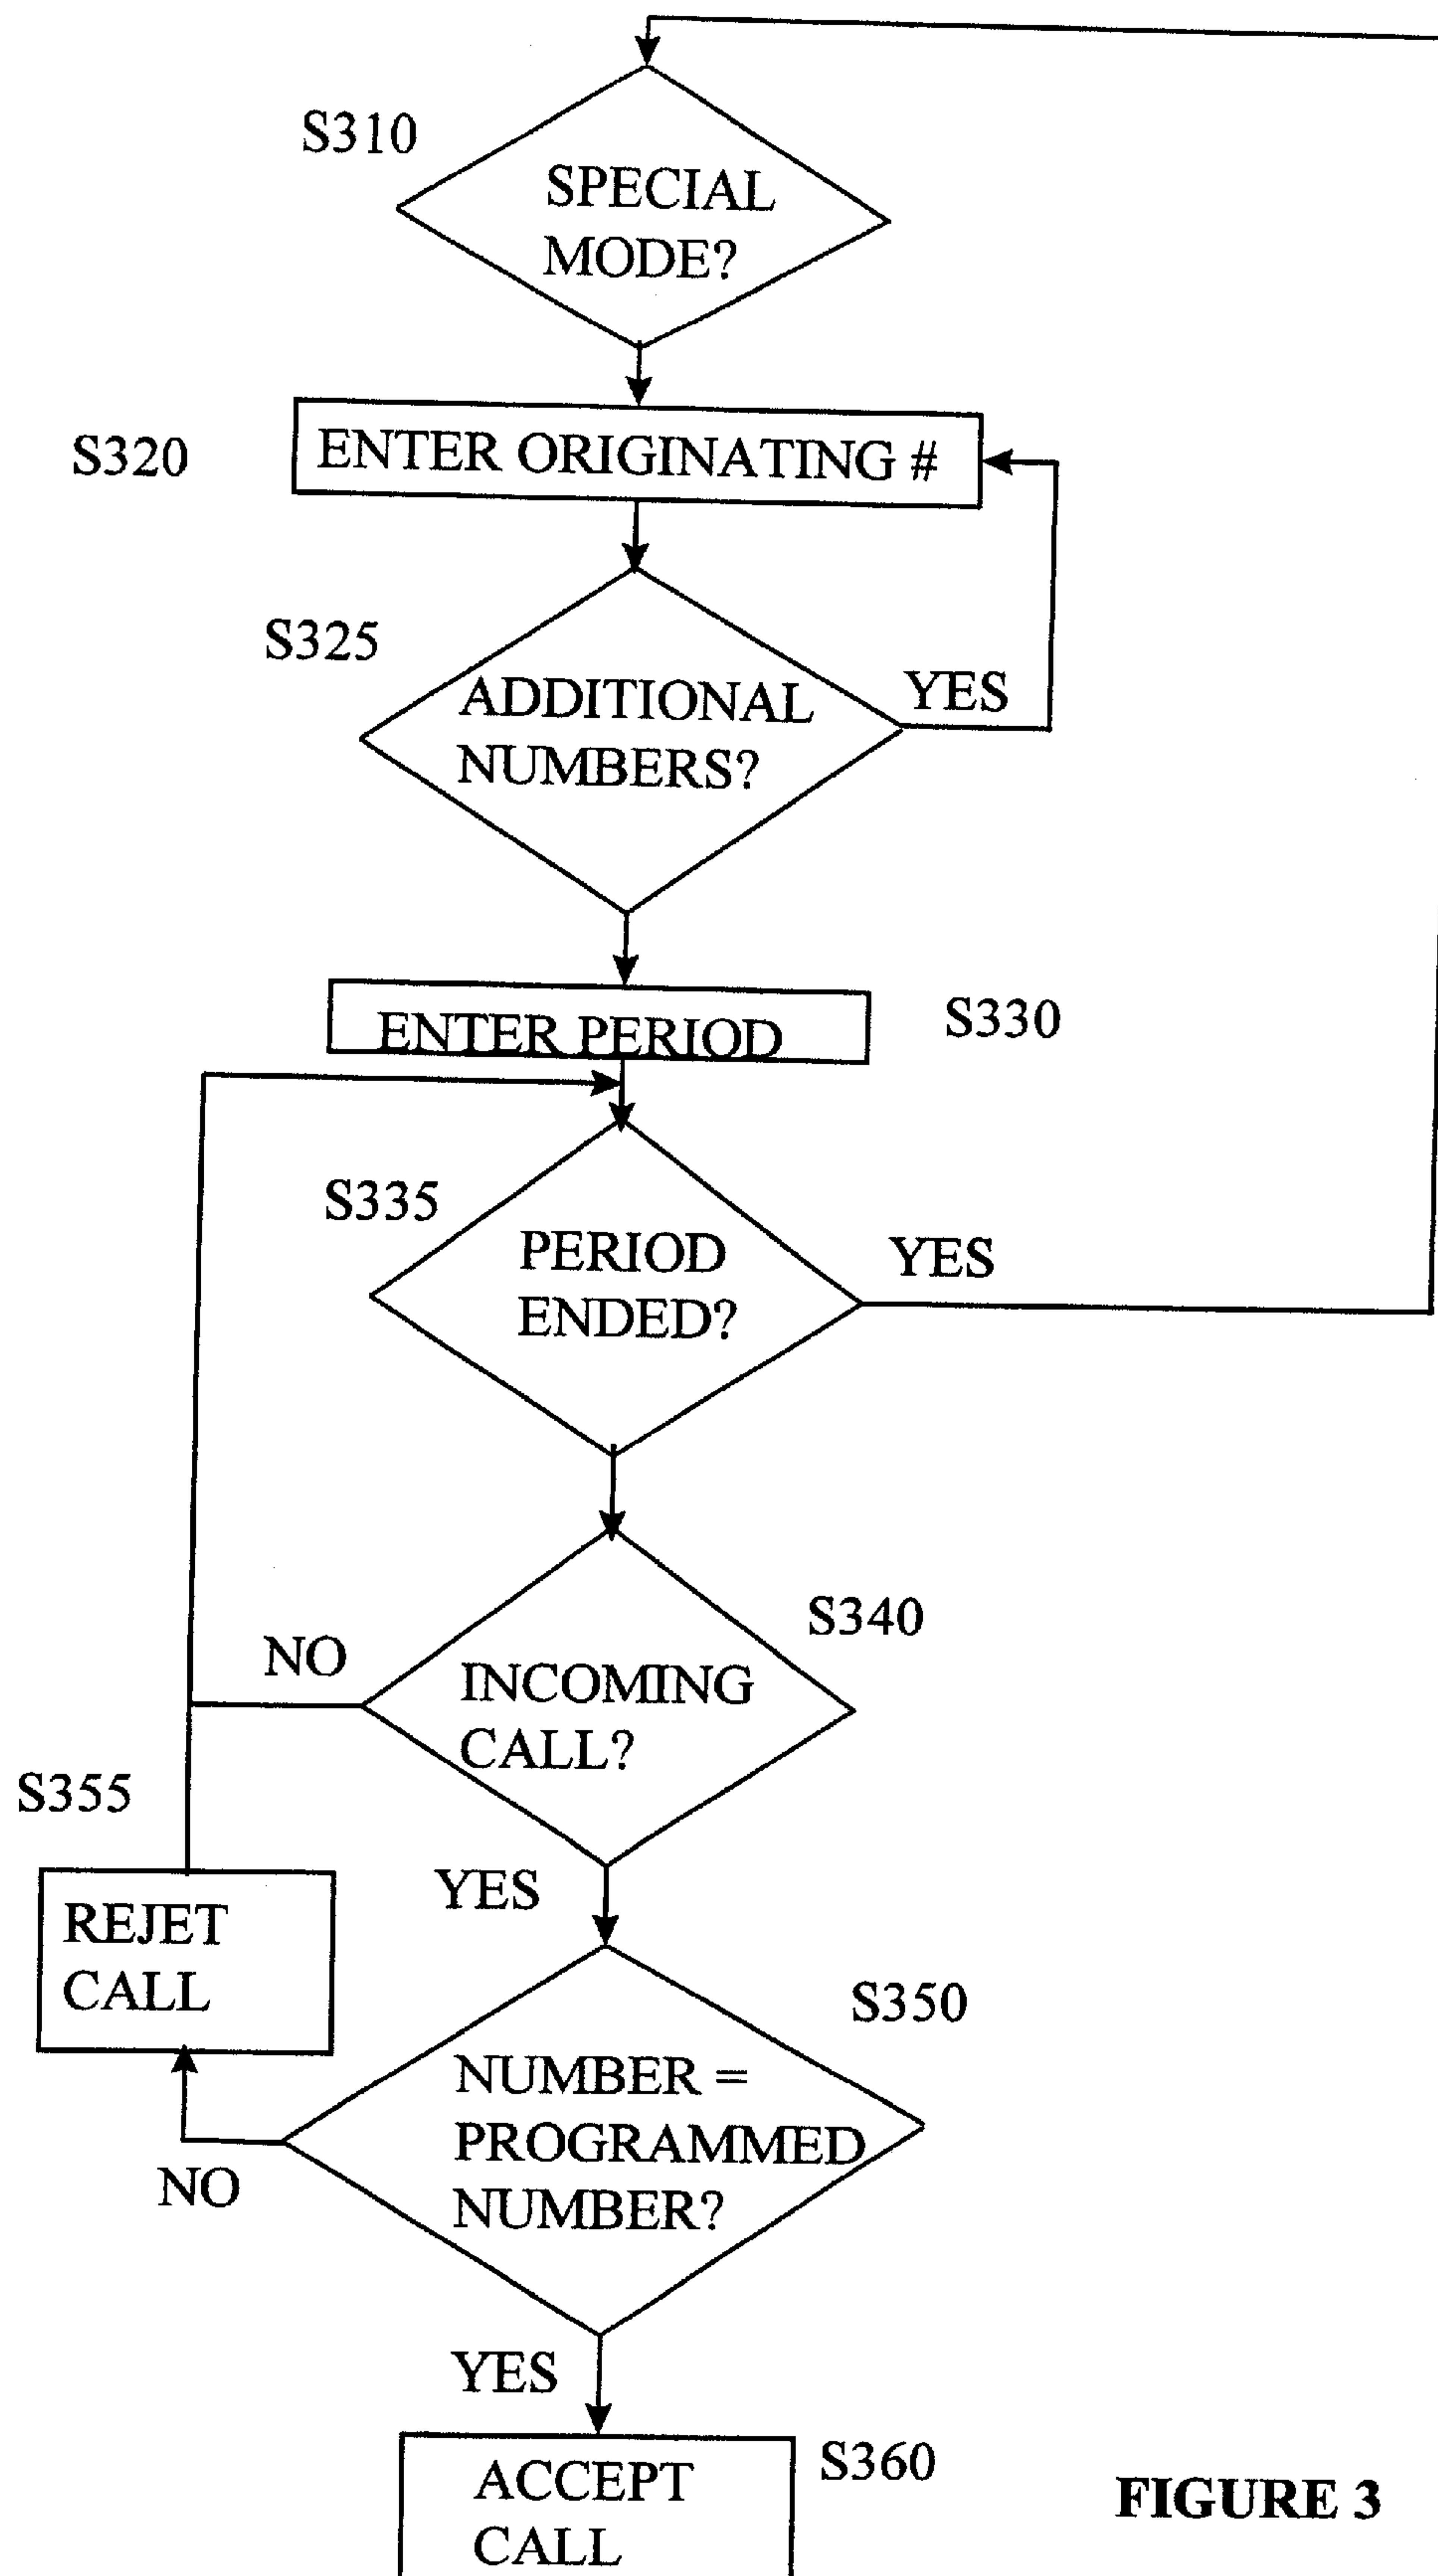 S310
SPECIAL
MODE?
S320
ENTER ORIGINATING #
S325
ADDITIONAL
NUMBERS?
YES
ENTER PERIOD
S330
S335
PERIOD
ENDED?
YES
S340
NO
INCOMING
CALL?
S355
YES
REJET
CALL
S350
NUMBER =
PROGRAMMED
NUMBER?
NO
YES
S360
ACCEPT
CALL
FIGURE 3